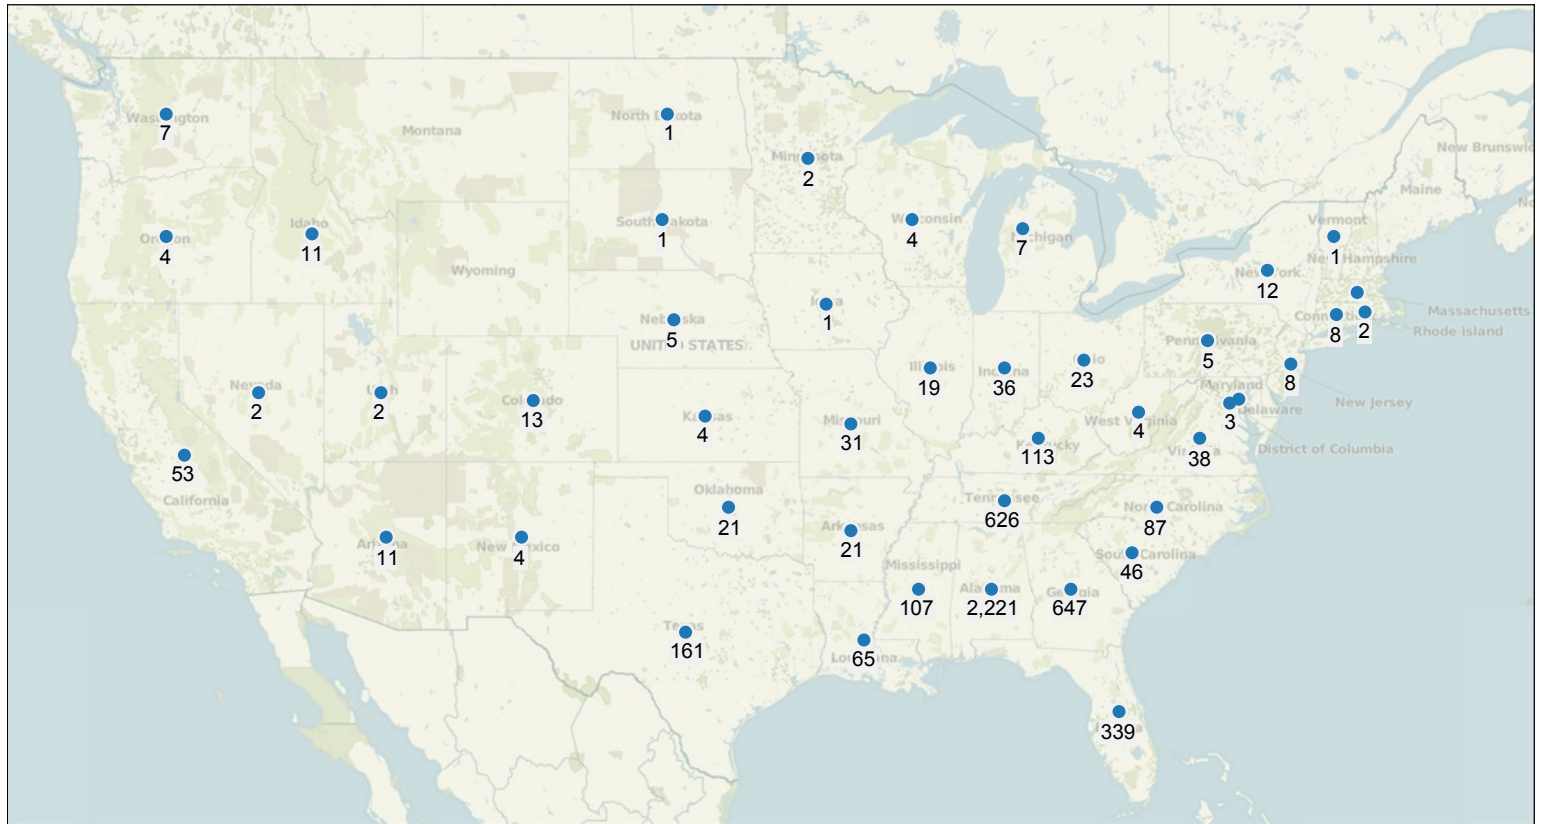 Washington
7
Montana
North Dakota
1
Minnesota
2
New Brunswic
Maine
No
Oregon
4
Idaho
11
Wyoming
South Dakota
1
Wisconsin
4
Michigan
7
Vermont
1
New Hampshire
New York
12
Nebraska
5
UNITED STATES
Iowa
1
Massachusetts
Connecticut
8
2
Rhode Island
Pennsylvania
5
Nevada
2
Utah
2
Colorado
13
Kansas
4
Missouri
31
Illinois
19
Indiana
36
Ohio
23
8
New Jersey
Maryland
3
Delaware
West Virginia
4
Virginia
38
District of Columbia
Kentucky
113
53
California
Arizona
11
New Mexico
4
Oklahoma
21
Arkansas
21
Tennessee
626
North Carolina
87
South Carolina
46
Mississippi
107
Alabama
2,221
Georgia
647
Texas
161
Louisiana
65
339